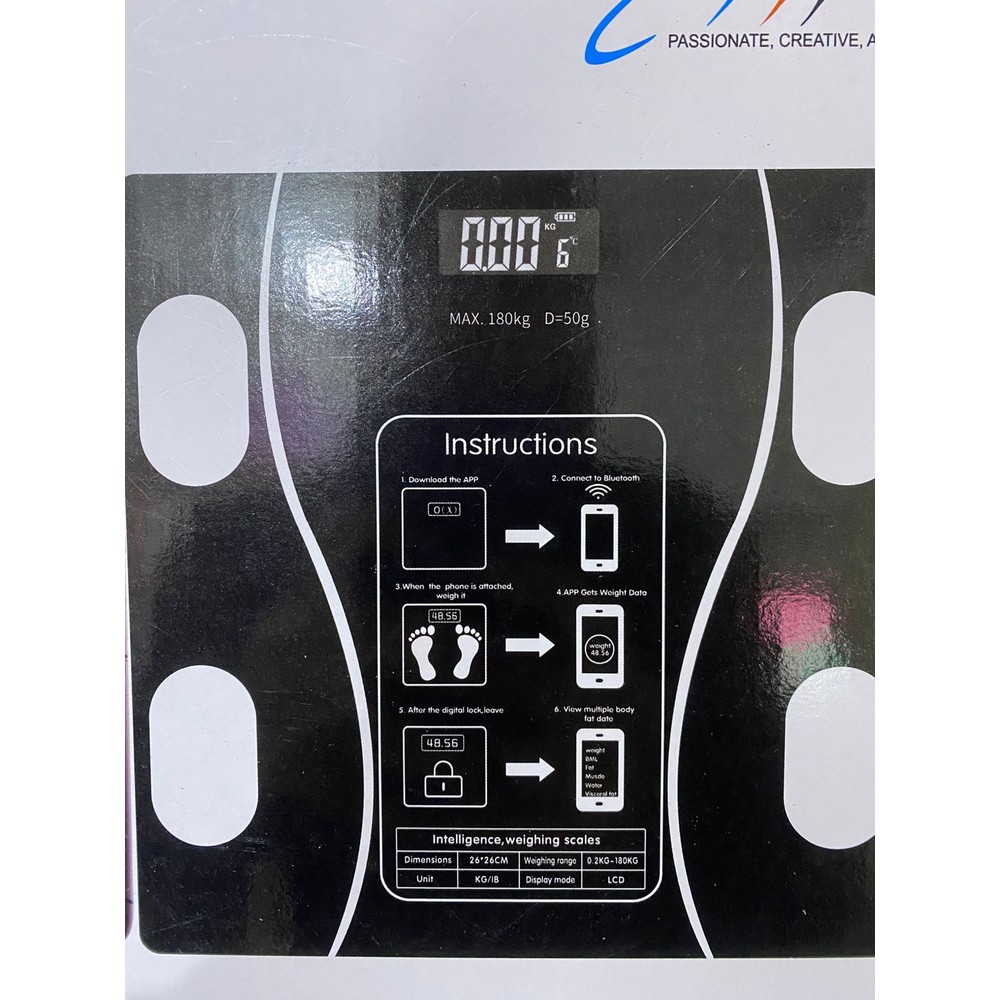 PASSIONATE, CREATIVE, A
0.00 KG 6°C
MAX. 180kg D=50g
Instructions
1. Download the APP
2. Connect to Bluetooth
0(X)
3.When the phone is attached,
weigh it
4.APP Gets Weight Data
48.56
weight
48.56
5. After the digital lock,leave
6. View multiple body
fat date
48.56
weight
BML
Fat
Musdo
Water
Visceral fat
Intelligence,weighing scales
Dimensions 26*26CM Weighing range 0.2KG-180KG
Unit KG/IB Display mode LCD